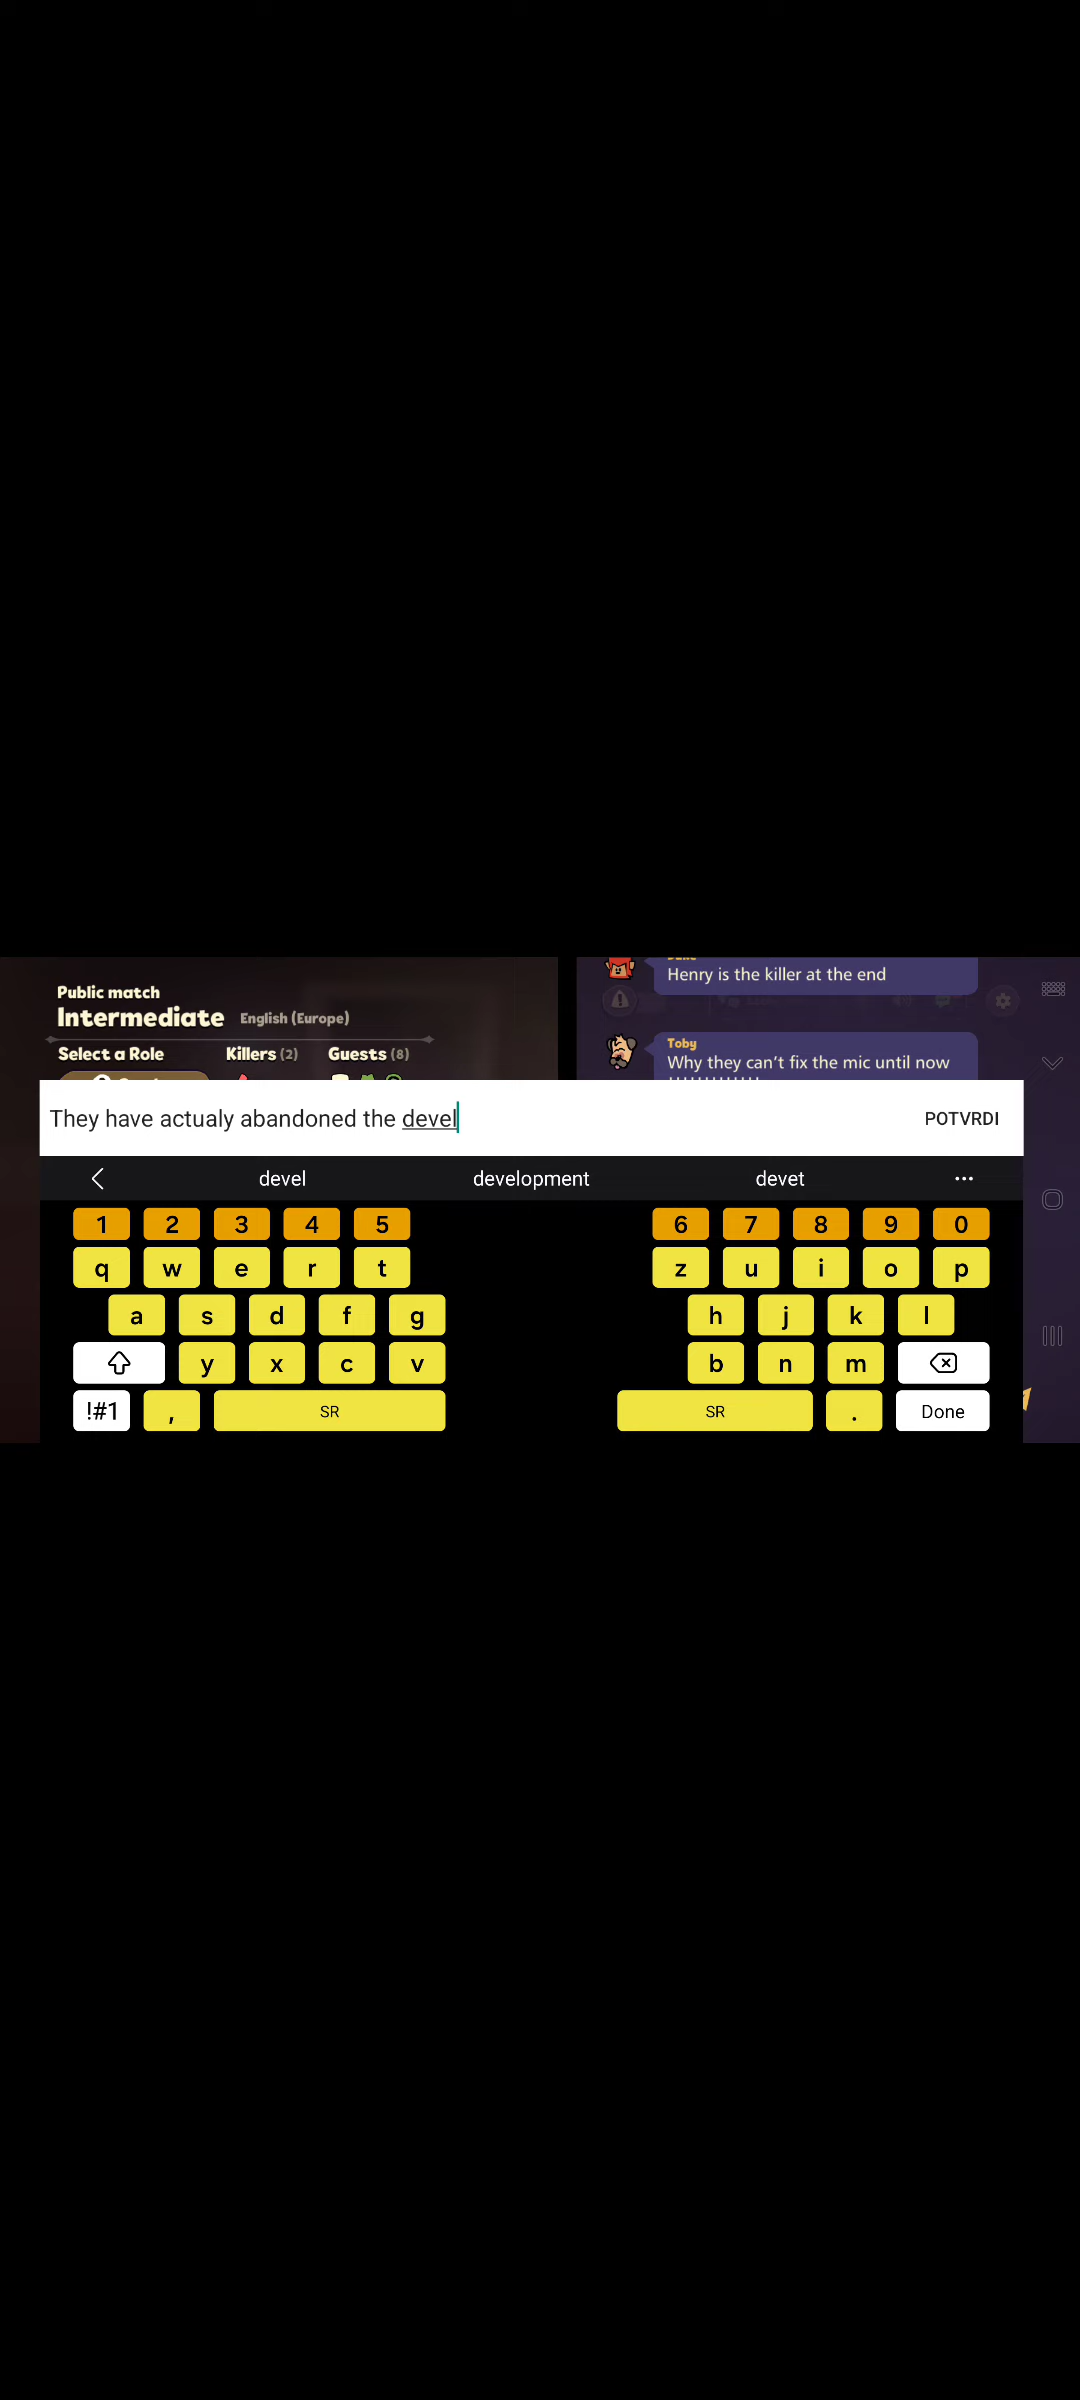 Public match
Intermediate English (Europe)
Select a Role Killers (2) Guests (8)
Henry is the killer at the end
Toby
Why they can't fix the mic until now
They have actualy abandoned the devel
POTVRDI
devel development devet ...
1 2 3 4 5 6 7 8 9 0
q w e r t z u i o p
a s d f g h j k l
y x c v b n m
!#1 , SR SR . Done